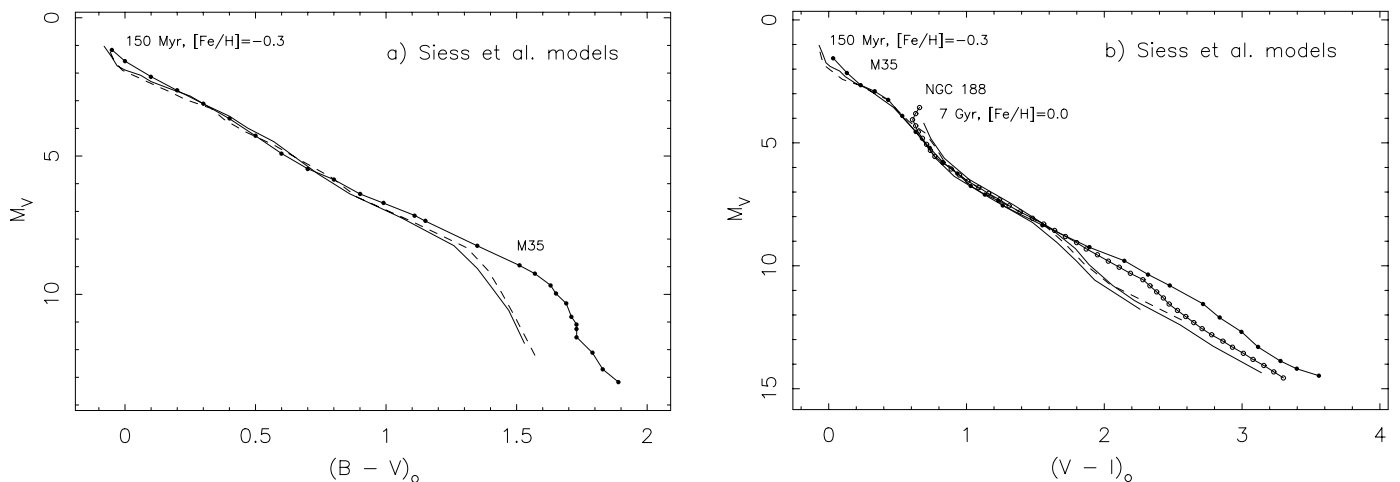 150 Myr, [Fe/H]=−0.3
a) Siess et al. models
M35
0
5
10
M_V
0
0.5
1
1.5
2
(B − V)_o
150 Myr, [Fe/H]=−0.3
b) Siess et al. models
M35
NGC 188
7 Gyr, [Fe/H]=0.0
0
5
10
15
M_V
0
1
2
3
4
(V − I)_o